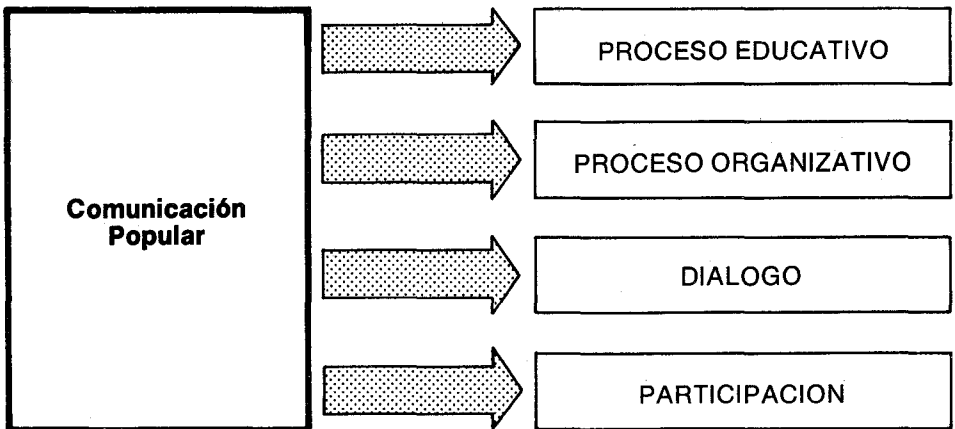 Comunicación
Popular
PROCESO EDUCATIVO
PROCESO ORGANIZATIVO
DIALOGO
PARTICIPACION